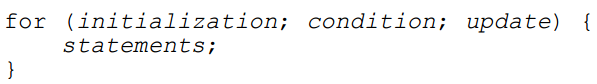 for (initialization; condition; update) {
    statements;
}